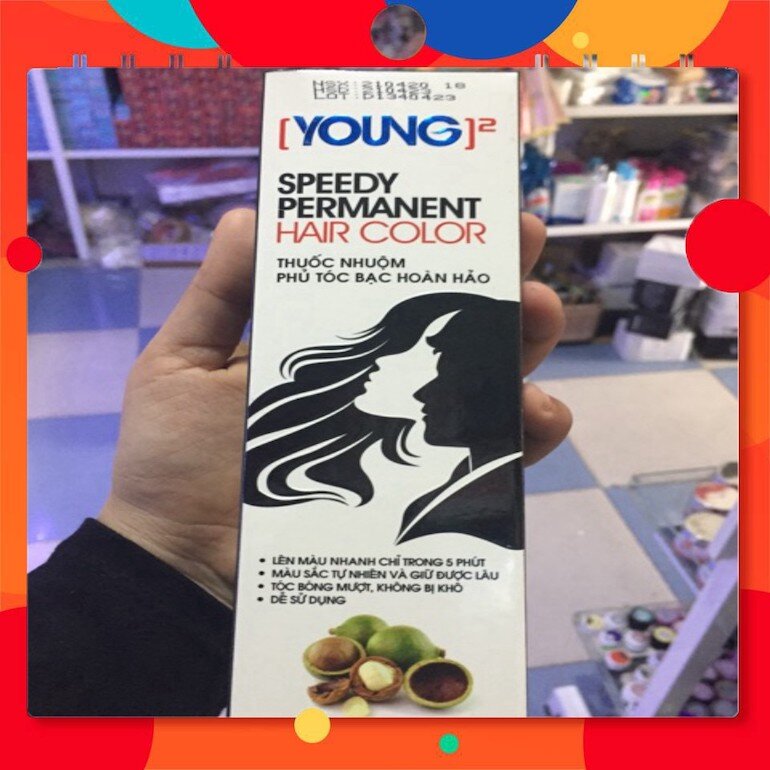 [YOUNG]²
SPEEDY
PERMANENT
HAIR COLOR
THUỐC NHUỘM
PHỦ TÓC BẠC HOÀN HẢO
• LÊN MÀU NHANH CHỈ TRONG 5 PHÚT
• MÀU SẮC TỰ NHIÊN VÀ GIỮ ĐƯỢC LÂU
• TÓC BÓNG MƯỢT, KHÔNG BỊ KHÔ
• DỄ SỬ DỤNG